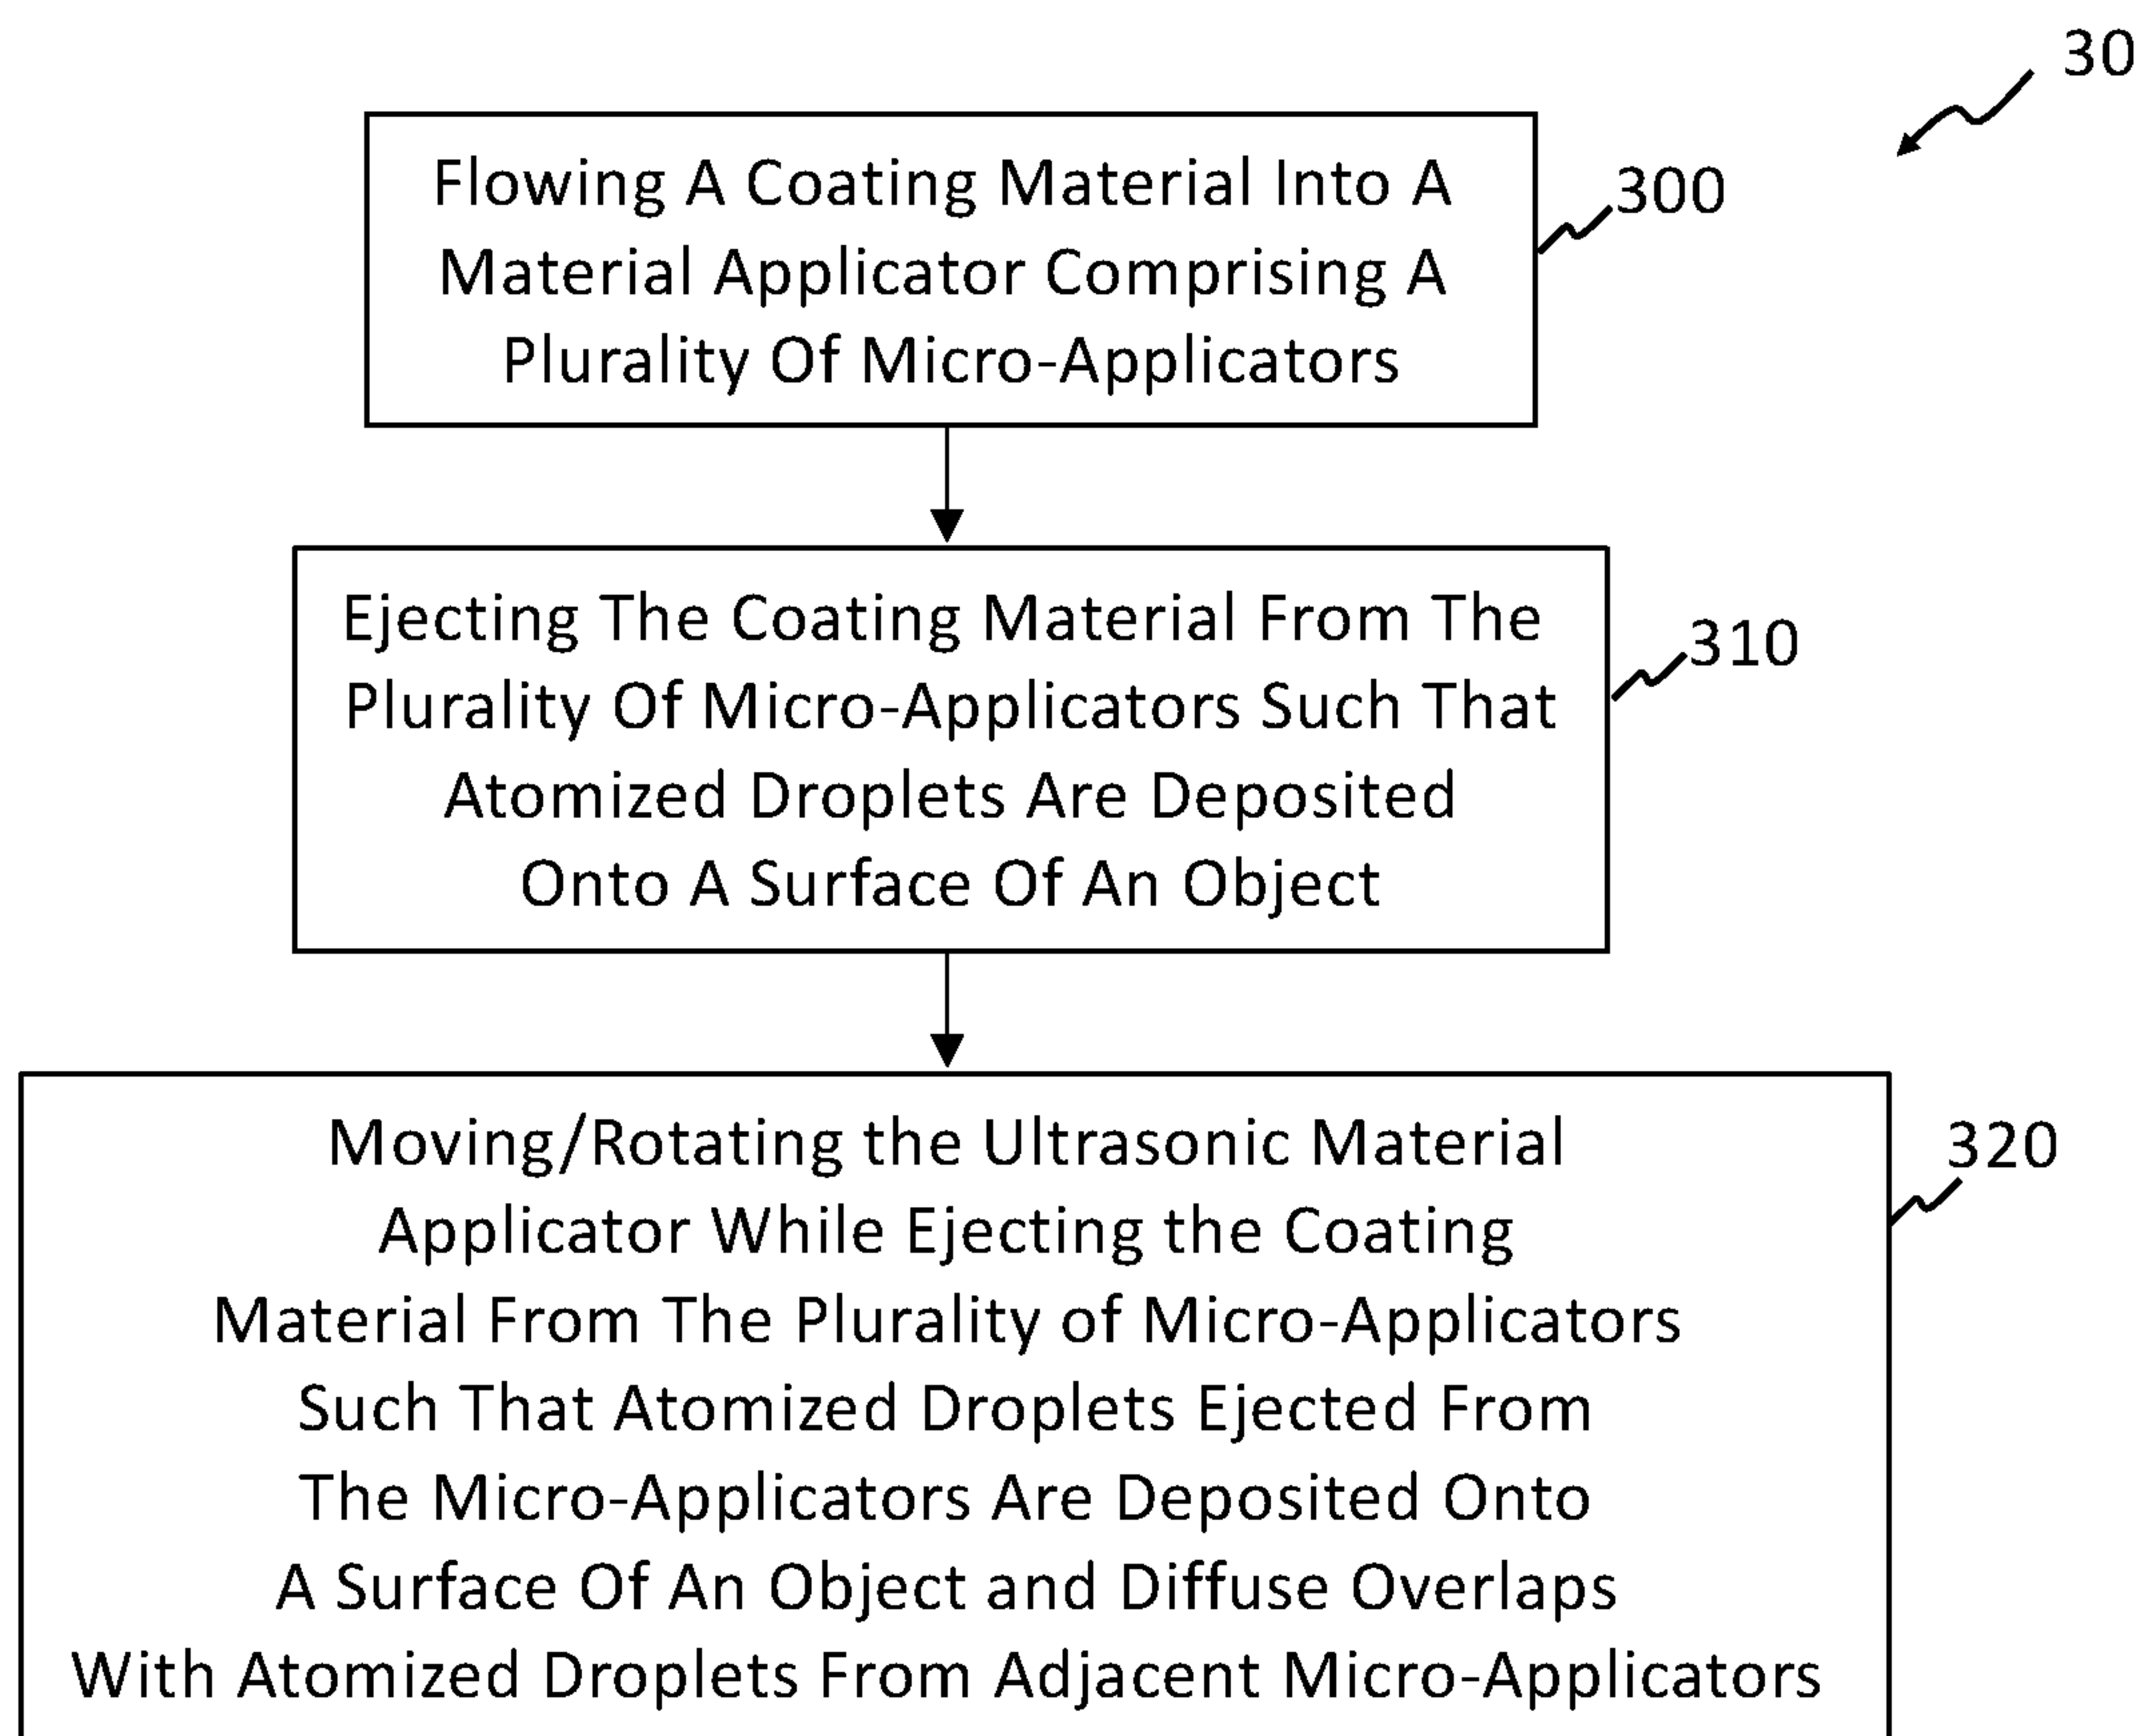 30
Flowing A Coating Material Into A
Material Applicator Comprising A
Plurality Of Micro-Applicators
300
Ejecting The Coating Material From The
Plurality Of Micro-Applicators Such That
Atomized Droplets Are Deposited
Onto A Surface Of An Object
310
Moving/Rotating the Ultrasonic Material
Applicator While Ejecting the Coating
Material From The Plurality of Micro-Applicators
Such That Atomized Droplets Ejected From
The Micro-Applicators Are Deposited Onto
A Surface Of An Object and Diffuse Overlaps
With Atomized Droplets From Adjacent Micro-Applicators
320